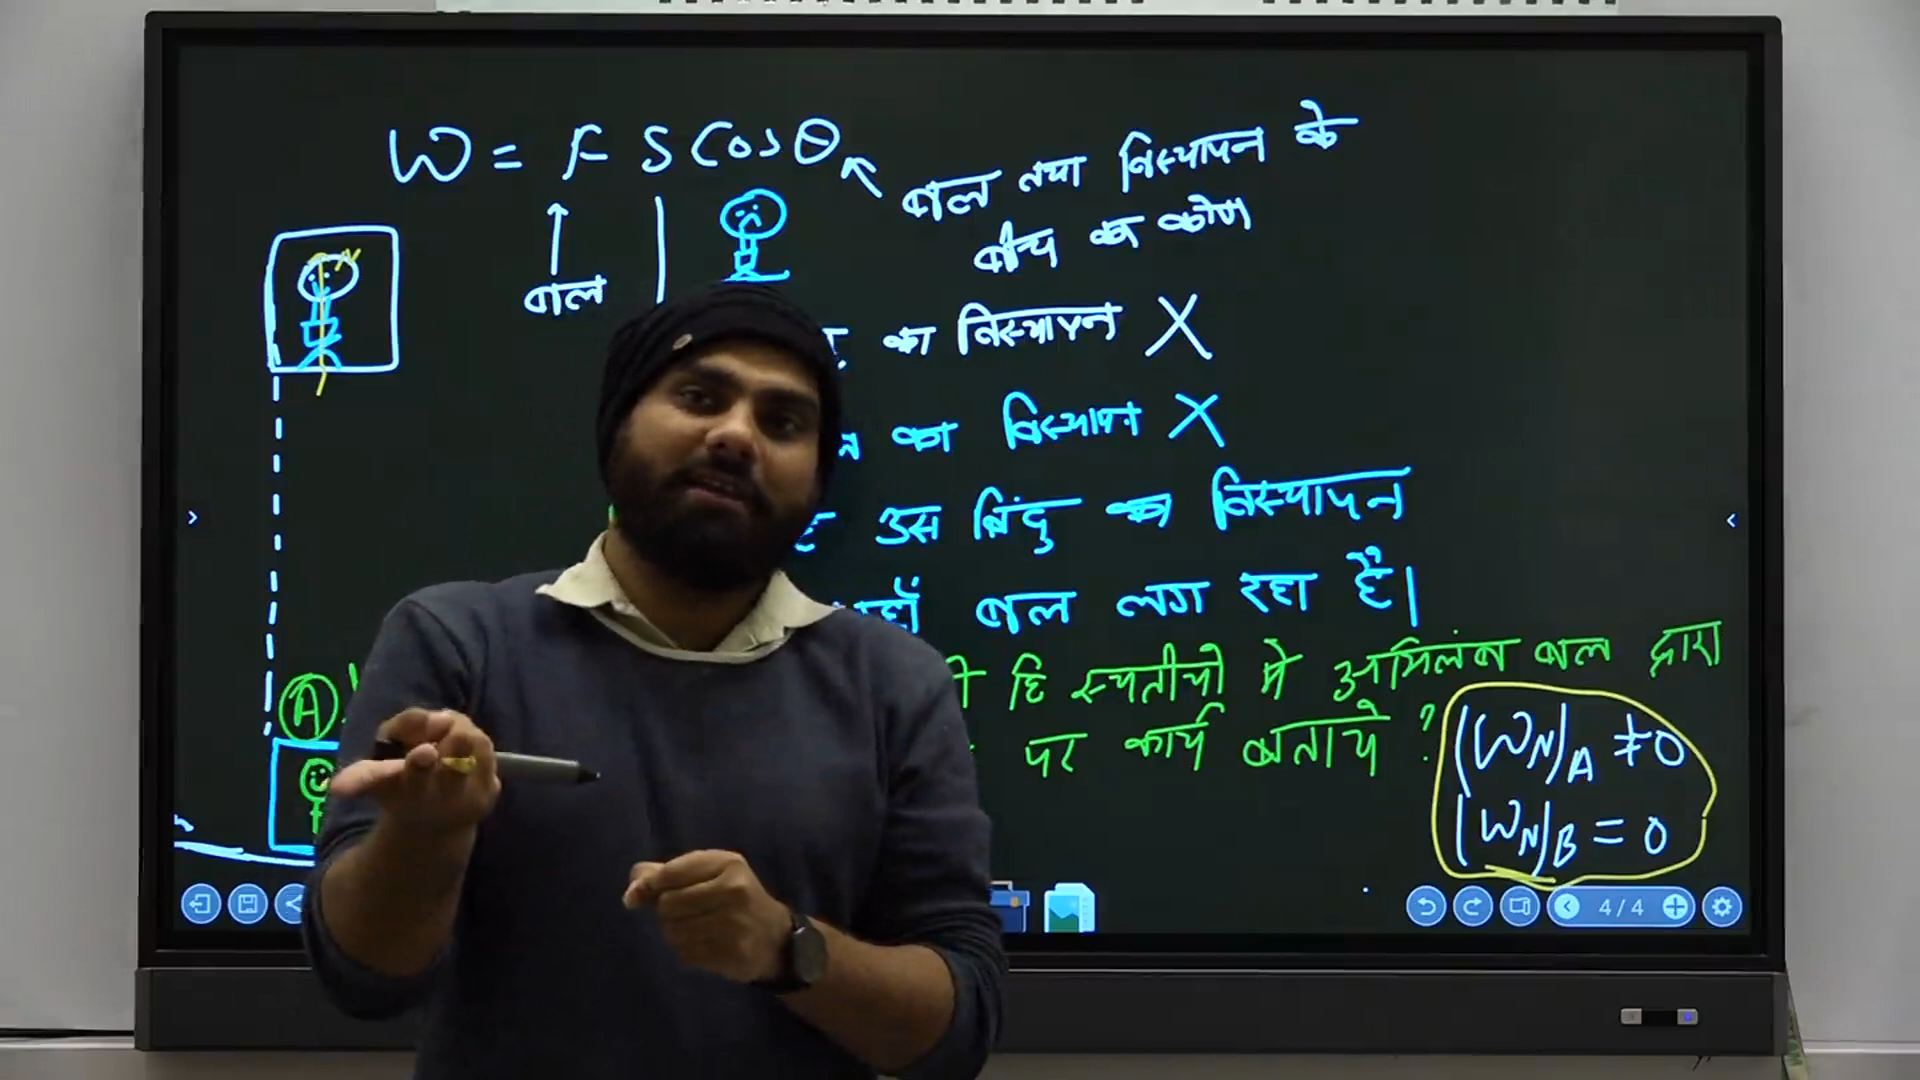 W = F S Cosθ
बल तथा विस्थापन के
बीच का कोण
बल
का विस्थापन X
का विस्थापन X
उस बिंदु का विस्थापन
बल लग रहा है।
हि स्थतीयो मे अभिलंब बल द्वारा
पर कार्य बताये ?
A
(WN)A ≠ 0
(WN)B = 0
4/4